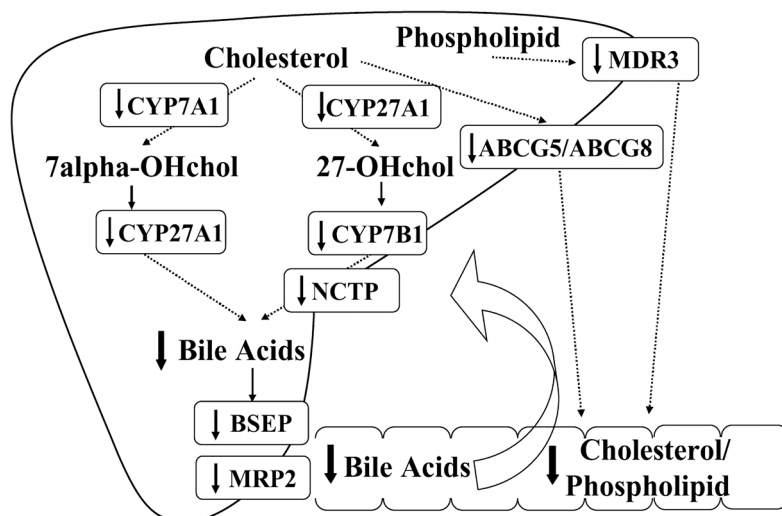 Phospholipid
↓ MDR3
Cholesterol
↓CYP7A1
↓CYP27A1
↓ABCG5/ABCG8
7alpha-OHchol
27-OHchol
↓CYP27A1
↓ CYP7B1
↓ NCTP
↓ Bile Acids
↓ BSEP
↓ MRP2
↓ Bile Acids
↓ Cholesterol/
Phospholipid